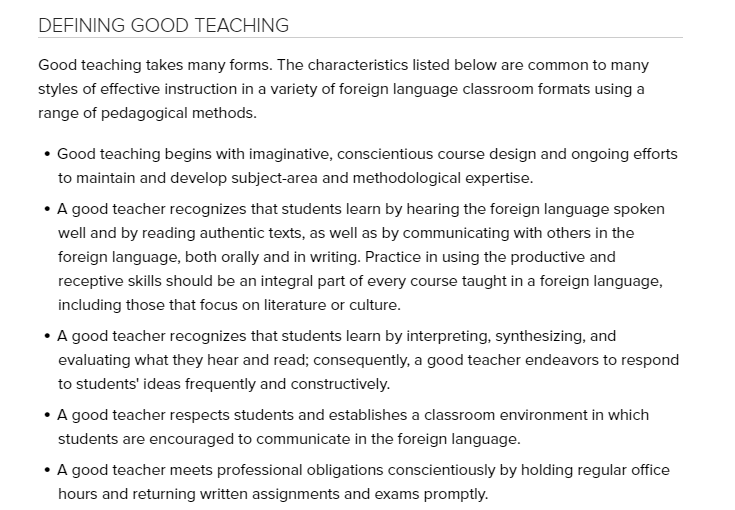 DEFINING GOOD TEACHING
Good teaching takes many forms. The characteristics listed below are common to many
styles of effective instruction in a variety of foreign language classroom formats using a
range of pedagogical methods.
• Good teaching begins with imaginative, conscientious course design and ongoing efforts
to maintain and develop subject-area and methodological expertise.
• A good teacher recognizes that students learn by hearing the foreign language spoken
well and by reading authentic texts, as well as by communicating with others in the
foreign language, both orally and in writing. Practice in using the productive and
receptive skills should be an integral part of every course taught in a foreign language,
including those that focus on literature or culture.
• A good teacher recognizes that students learn by interpreting, synthesizing, and
evaluating what they hear and read; consequently, a good teacher endeavors to respond
to students' ideas frequently and constructively.
• A good teacher respects students and establishes a classroom environment in which
students are encouraged to communicate in the foreign language.
• A good teacher meets professional obligations conscientiously by holding regular office
hours and returning written assignments and exams promptly.